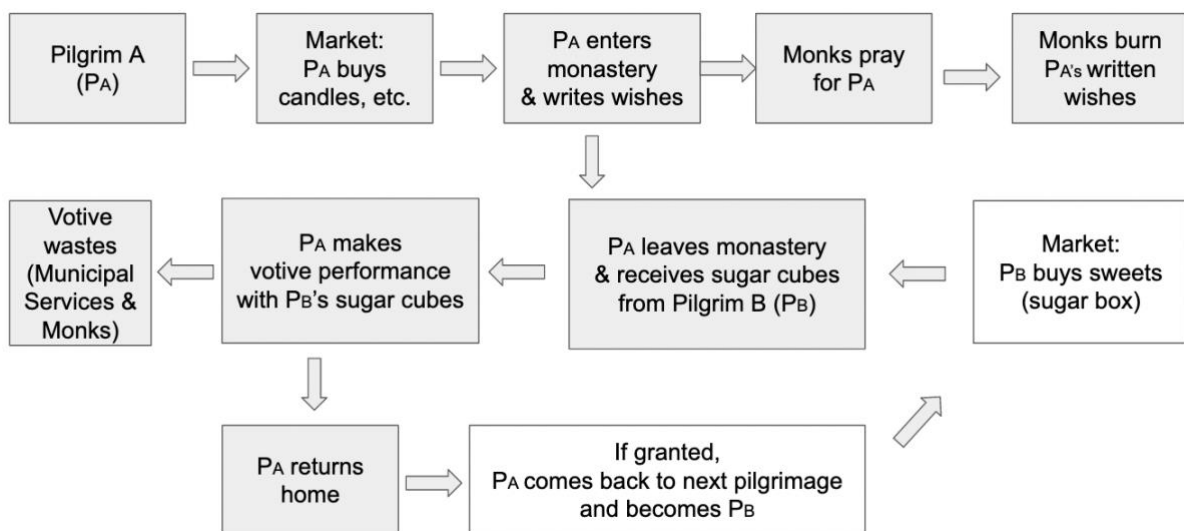 Pilgrim A
(PA)
Market:
PA buys
candles, etc.
PA enters
monastery
& writes wishes
Monks pray
for PA
Monks burn
PA's written
wishes
Votive
wastes
(Municipal
Services &
Monks)
PA makes
votive performance
with PB's sugar cubes
PA leaves monastery
& receives sugar cubes
from Pilgrim B (PB)
Market:
PB buys sweets
(sugar box)
PA returns
home
If granted,
PA comes back to next pilgrimage
and becomes PB